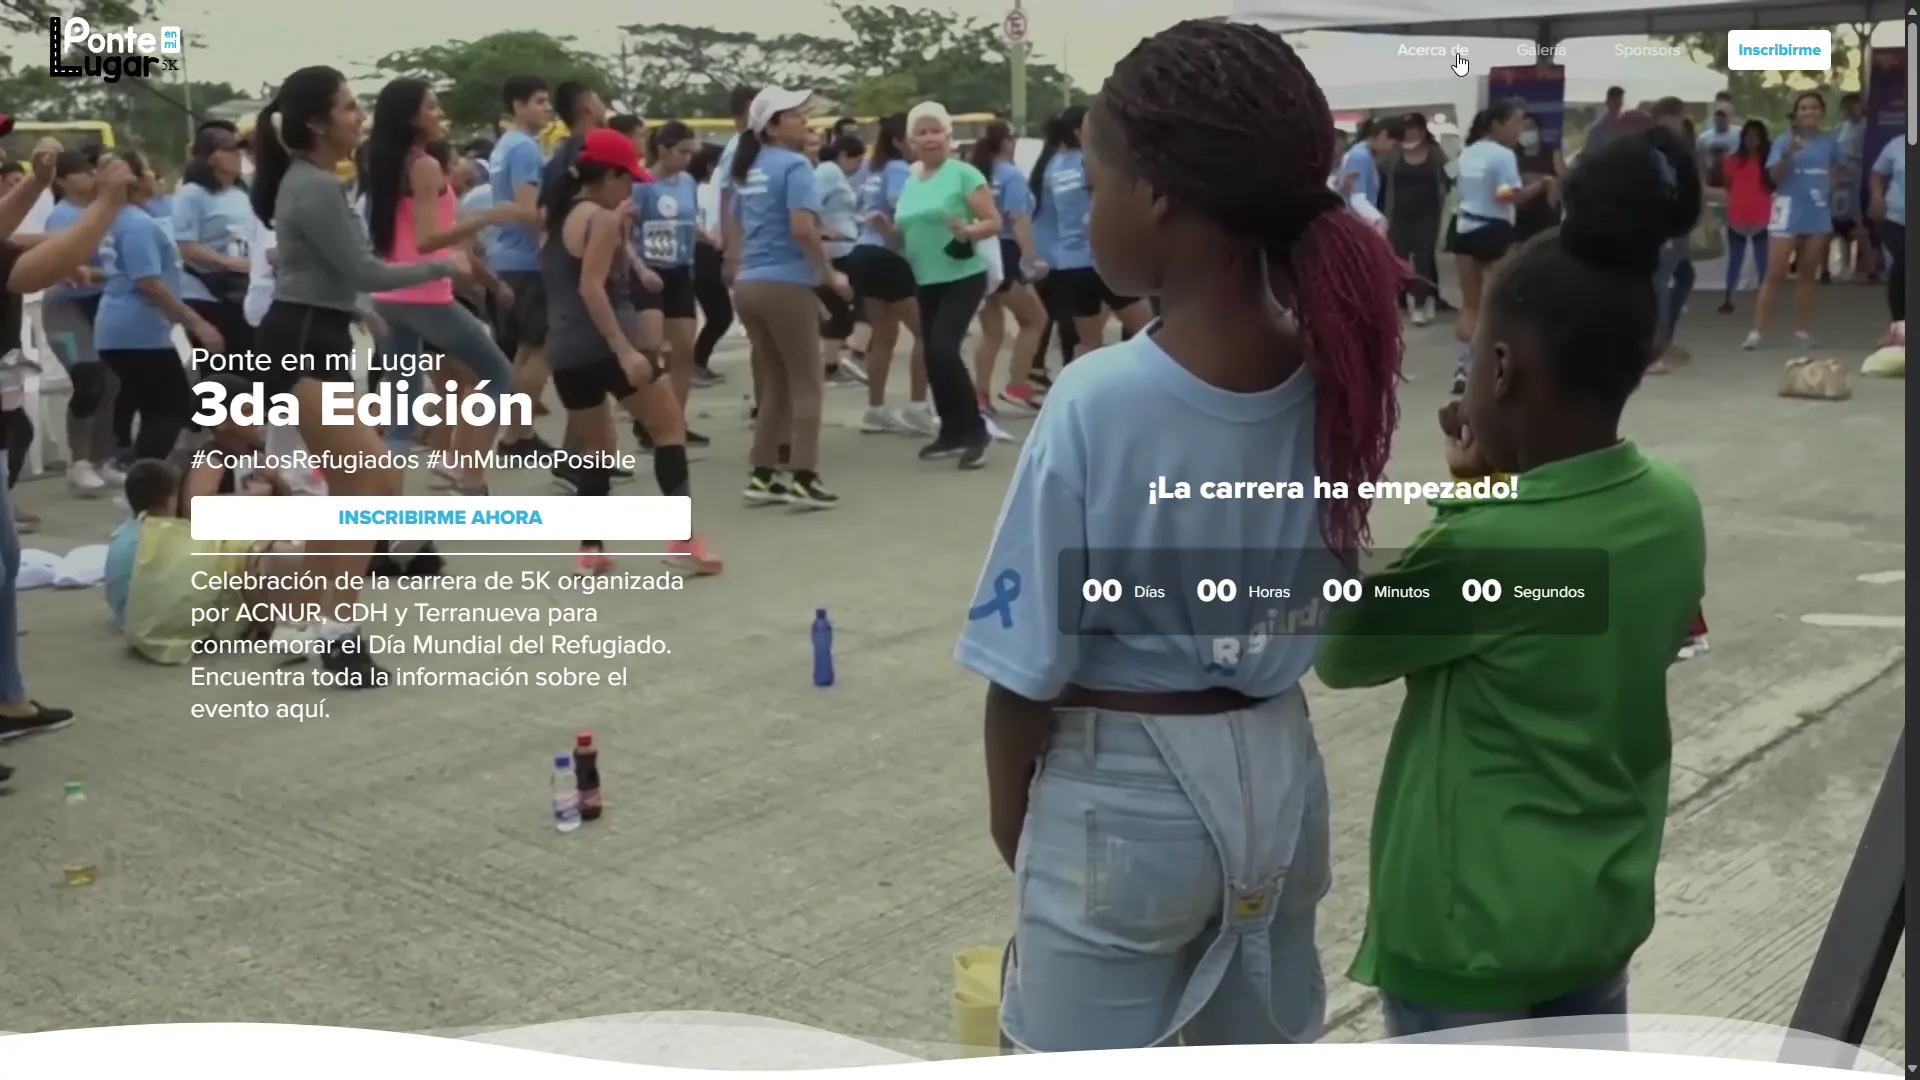 Ponte en mi
Lugar 5K
Acerca de
Galería
Sponsors
Inscribirme
Ponte en mi Lugar
3da Edición
#ConLosRefugiados #UnMundoPosible
INSCRIBIRME AHORA
Celebración de la carrera de 5K organizada
por ACNUR, CDH y Terranueva para
conmemorar el Día Mundial del Refugiado.
Encuentra toda la información sobre el
evento aquí.
¡La carrera ha empezado!
00 Días 00 Horas 00 Minutos 00 Segundos